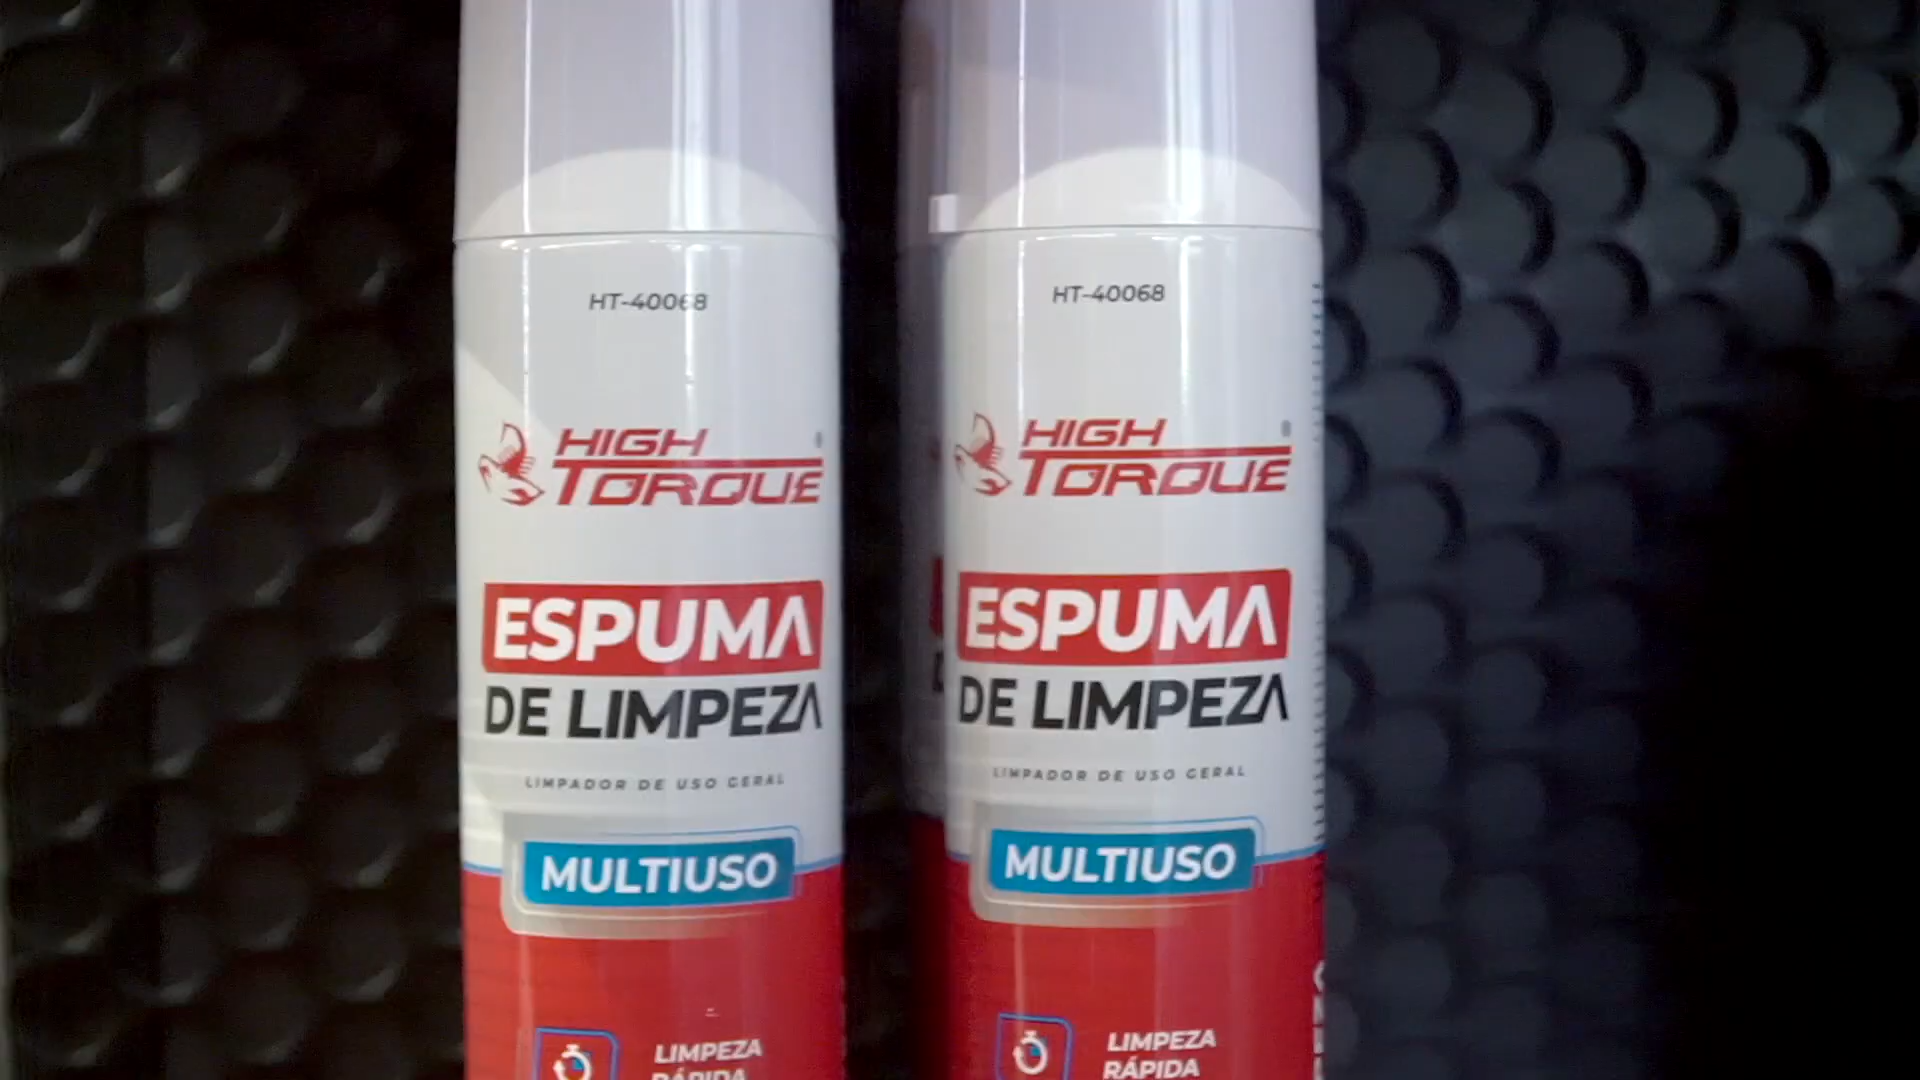 HT-40068
HIGH
TORQUE
ESPUMA
DE LIMPEZA
LIMPADOR DE USO GERAL
MULTIUSO
LIMPEZA
RÁPIDA
HT-40068
HIGH
TORQUE
ESPUMA
DE LIMPEZA
LIMPADOR DE USO GERAL
MULTIUSO
LIMPEZA
RÁPIDA